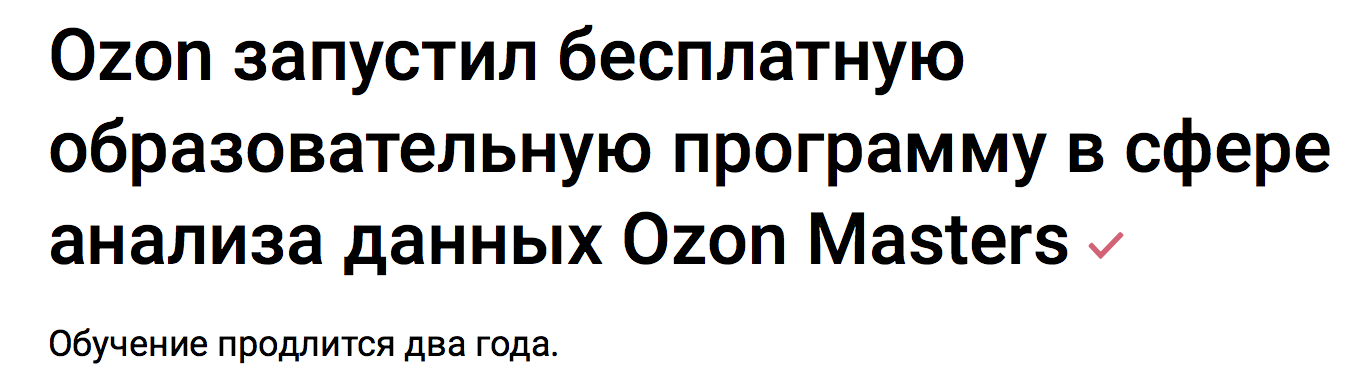 Ozon запустил бесплатную
образовательную программу в сфере
анализа данных Ozon Masters
Обучение продлится два года.